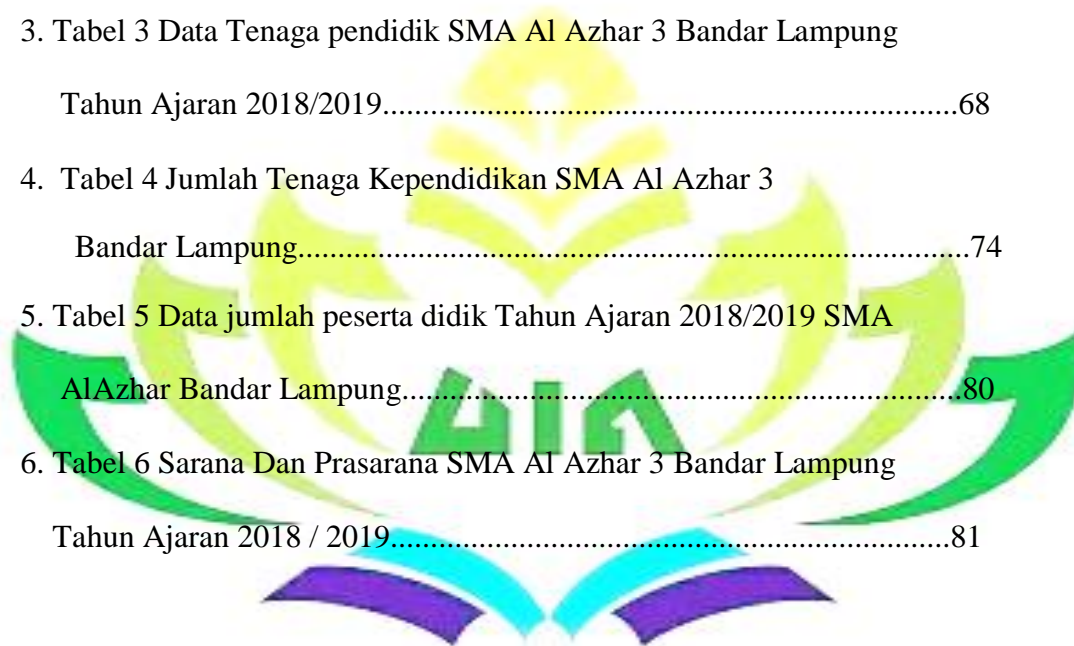 3. Tabel 3 Data Tenaga pendidik SMA Al Azhar 3 Bandar Lampung
Tahun Ajaran 2018/2019.........................................................................68
4. Tabel 4 Jumlah Tenaga Kependidikan SMA Al Azhar 3
Bandar Lampung.....................................................................................74
5. Tabel 5 Data jumlah peserta didik Tahun Ajaran 2018/2019 SMA
AlAzhar Bandar Lampung.......................................................................80
UIN
6. Tabel 6 Sarana Dan Prasarana SMA Al Azhar 3 Bandar Lampung
Tahun Ajaran 2018 / 2019.......................................................................81